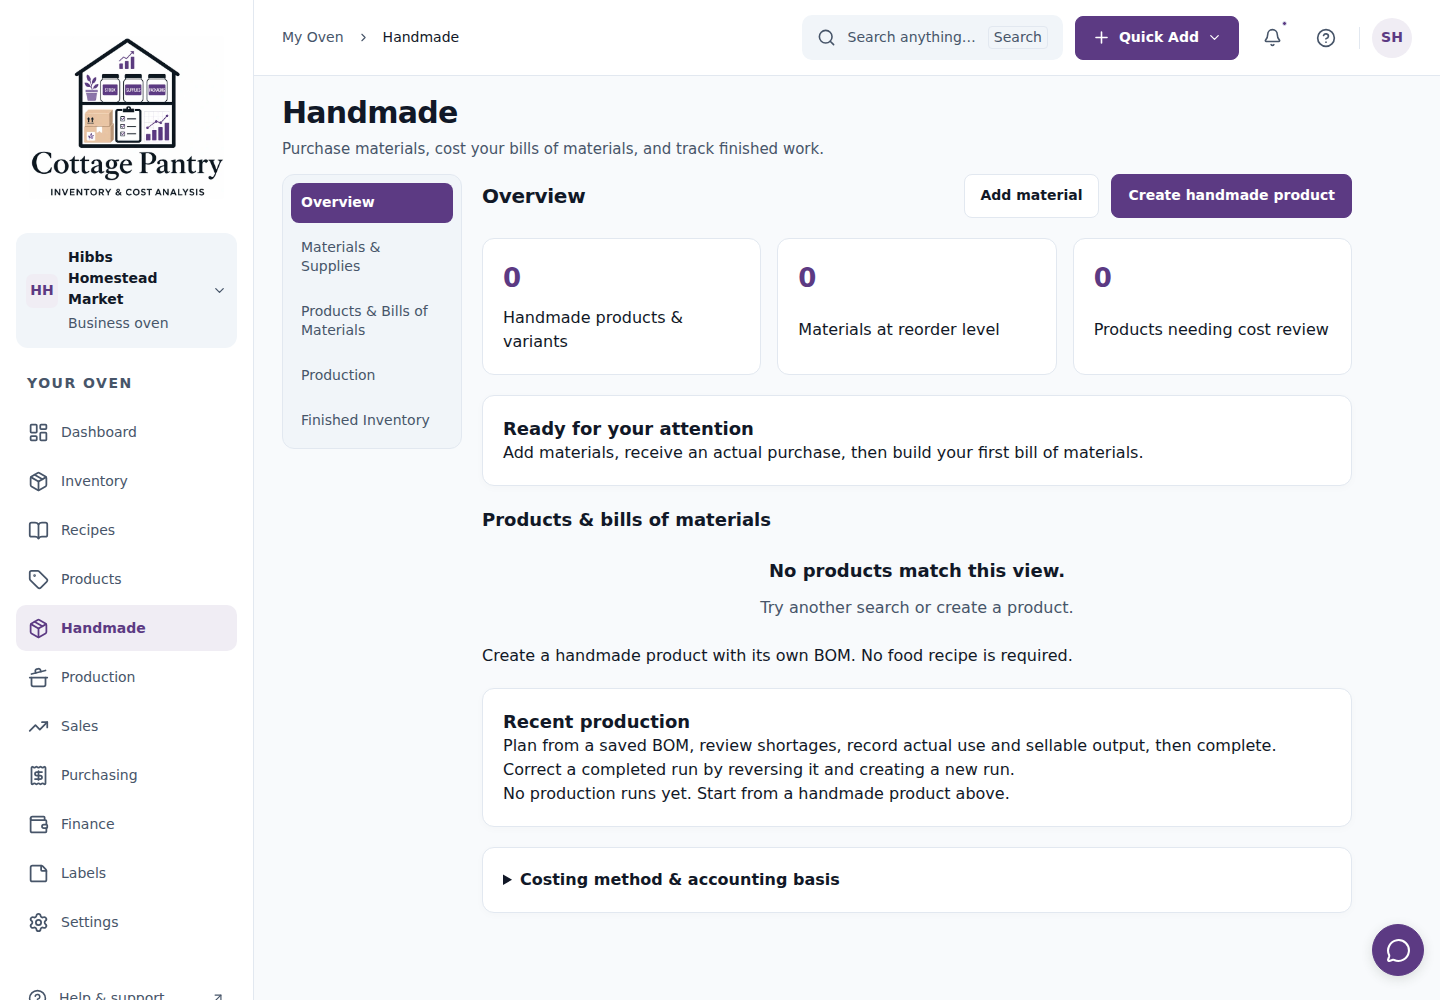 Cottage Pantry
INVENTORY & COST ANALYSIS
HH
Hibbs
Homestead
Market
Business oven
YOUR OVEN
Dashboard
Inventory
Recipes
Products
Handmade
Production
Sales
Purchasing
Finance
Labels
Settings
Help & support
My Oven > Handmade
Search anything... Search
Quick Add
SH
Handmade
Purchase materials, cost your bills of materials, and track finished work.
Overview
Materials &
Supplies
Products & Bills of
Materials
Production
Finished Inventory
Overview
Add material
Create handmade product
0
Handmade products &
variants
0
Materials at reorder level
0
Products needing cost review
Ready for your attention
Add materials, receive an actual purchase, then build your first bill of materials.
Products & bills of materials
No products match this view.
Try another search or create a product.
Create a handmade product with its own BOM. No food recipe is required.
Recent production
Plan from a saved BOM, review shortages, record actual use and sellable output, then complete.
Correct a completed run by reversing it and creating a new run.
No production runs yet. Start from a handmade product above.
Costing method & accounting basis